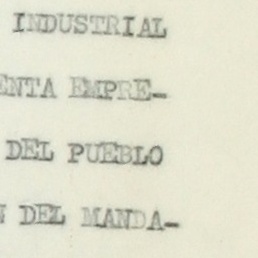 INDUSTRIAL
ENTA EMPRE-
DEL PUEBLO
DEL MANDA-